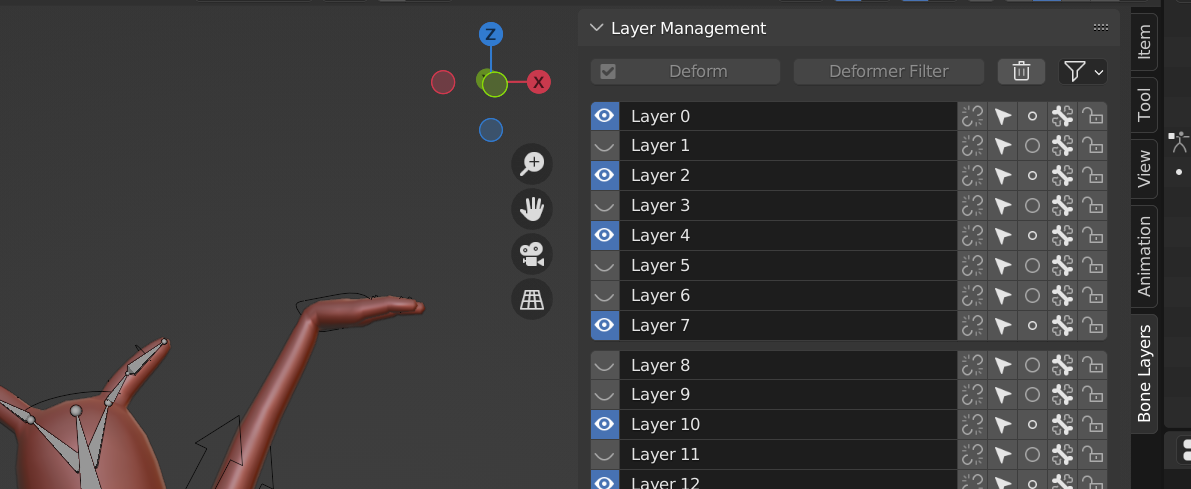 Layer Management
Deform
Deformer Filter
Layer 0
Layer 1
Layer 2
Layer 3
Layer 4
Layer 5
Layer 6
Layer 7
Layer 8
Layer 9
Layer 10
Layer 11
Layer 12
Z
X
Item
Tool
View
Animation
Bone Layers